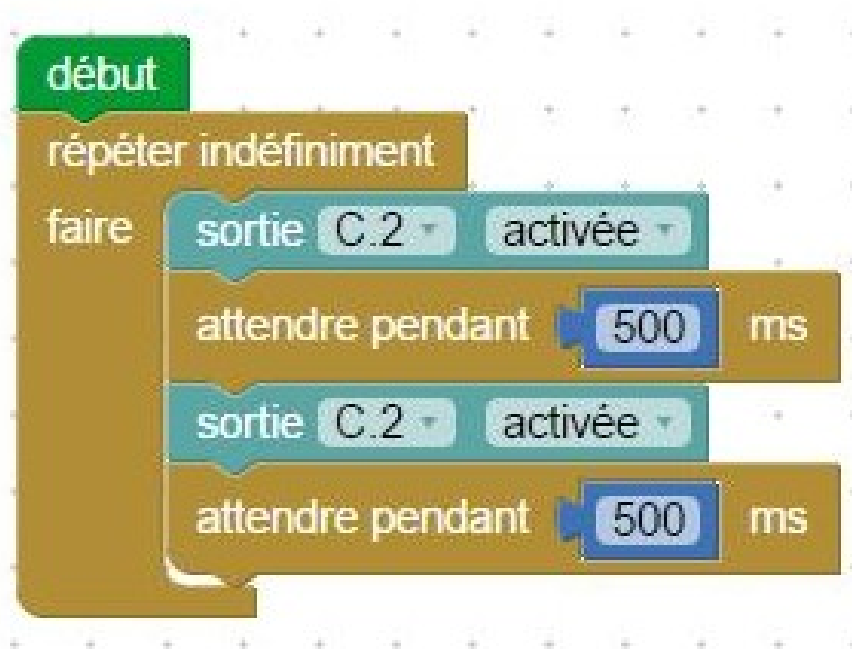 début
répéter indéfiniment
faire sortie C.2 activée
attendre pendant 500 ms
sortie C.2 activée
attendre pendant 500 ms